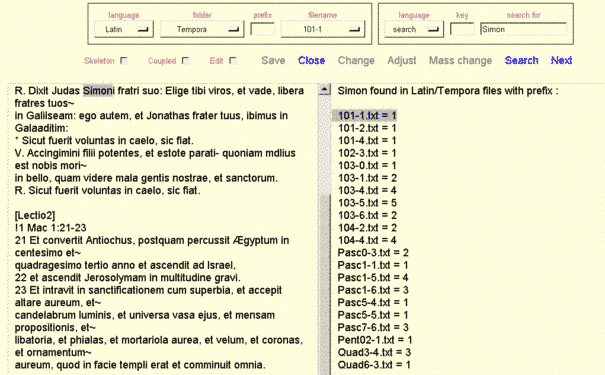 language folder prefix filename language key search for
Latin Tempora 101-1 search Simon
Skeleton Coupled Edit Save Close Change Adjust Mass change Search Next
R. Dixit Judas Simoni fratri suo: Elige tibi viros, et vade, libera
fratres tuos~
in Galilseam: ego autem, et Jonathas frater tuus, ibimus in
Galaaditim:
* Sicut fuerit voluntas in caelo, sic fiat.
V. Accingimini filii potentes, et estote parati- quoniam mdlius
est nobis mori~
in bello, quam videre mala gentis nostrae, et sanctorum.
R. Sicut fuerit voluntas in caelo, sic fiat.
[Lectio2]
!1 Mac 1:21-23
21 Et convertit Antiochus, postquam percussit Ægyptum in
centesimo et~
quadragesimo tertio anno et ascendit ad Israel,
22 et ascendit Jerosolymam in multitudine gravi.
23 Et intravit in sanctificationem cum superbia, et accepit
altare aureum, et~
candelabrum luminis, et universa vasa ejus, et mensam
propositionis, et~
libatoria, et phialas, et mortariola aurea, et velum, et coronas,
et ornamentum~
aureum, quod in facie templi erat et comminuit omnia.
Simon found in Latin/Tempora files with prefix :
101-1.txt = 1
101-2.txt = 1
101-4.txt = 1
102-3.txt = 1
103-0.txt = 1
103-1.txt = 2
103-4.txt = 4
103-5.txt = 5
103-6.txt = 2
104-2.txt = 2
104-4.txt = 4
Pasc0-3.txt = 2
Pasc1-1.txt = 1
Pasc1-5.txt = 4
Pasc1-6.txt = 3
Pasc5-4.txt = 1
Pasc5-5.txt = 1
Pasc7-6.txt = 3
Pent02-1.txt = 1
Quad3-4.txt = 3
Quad6-3.txt = 1